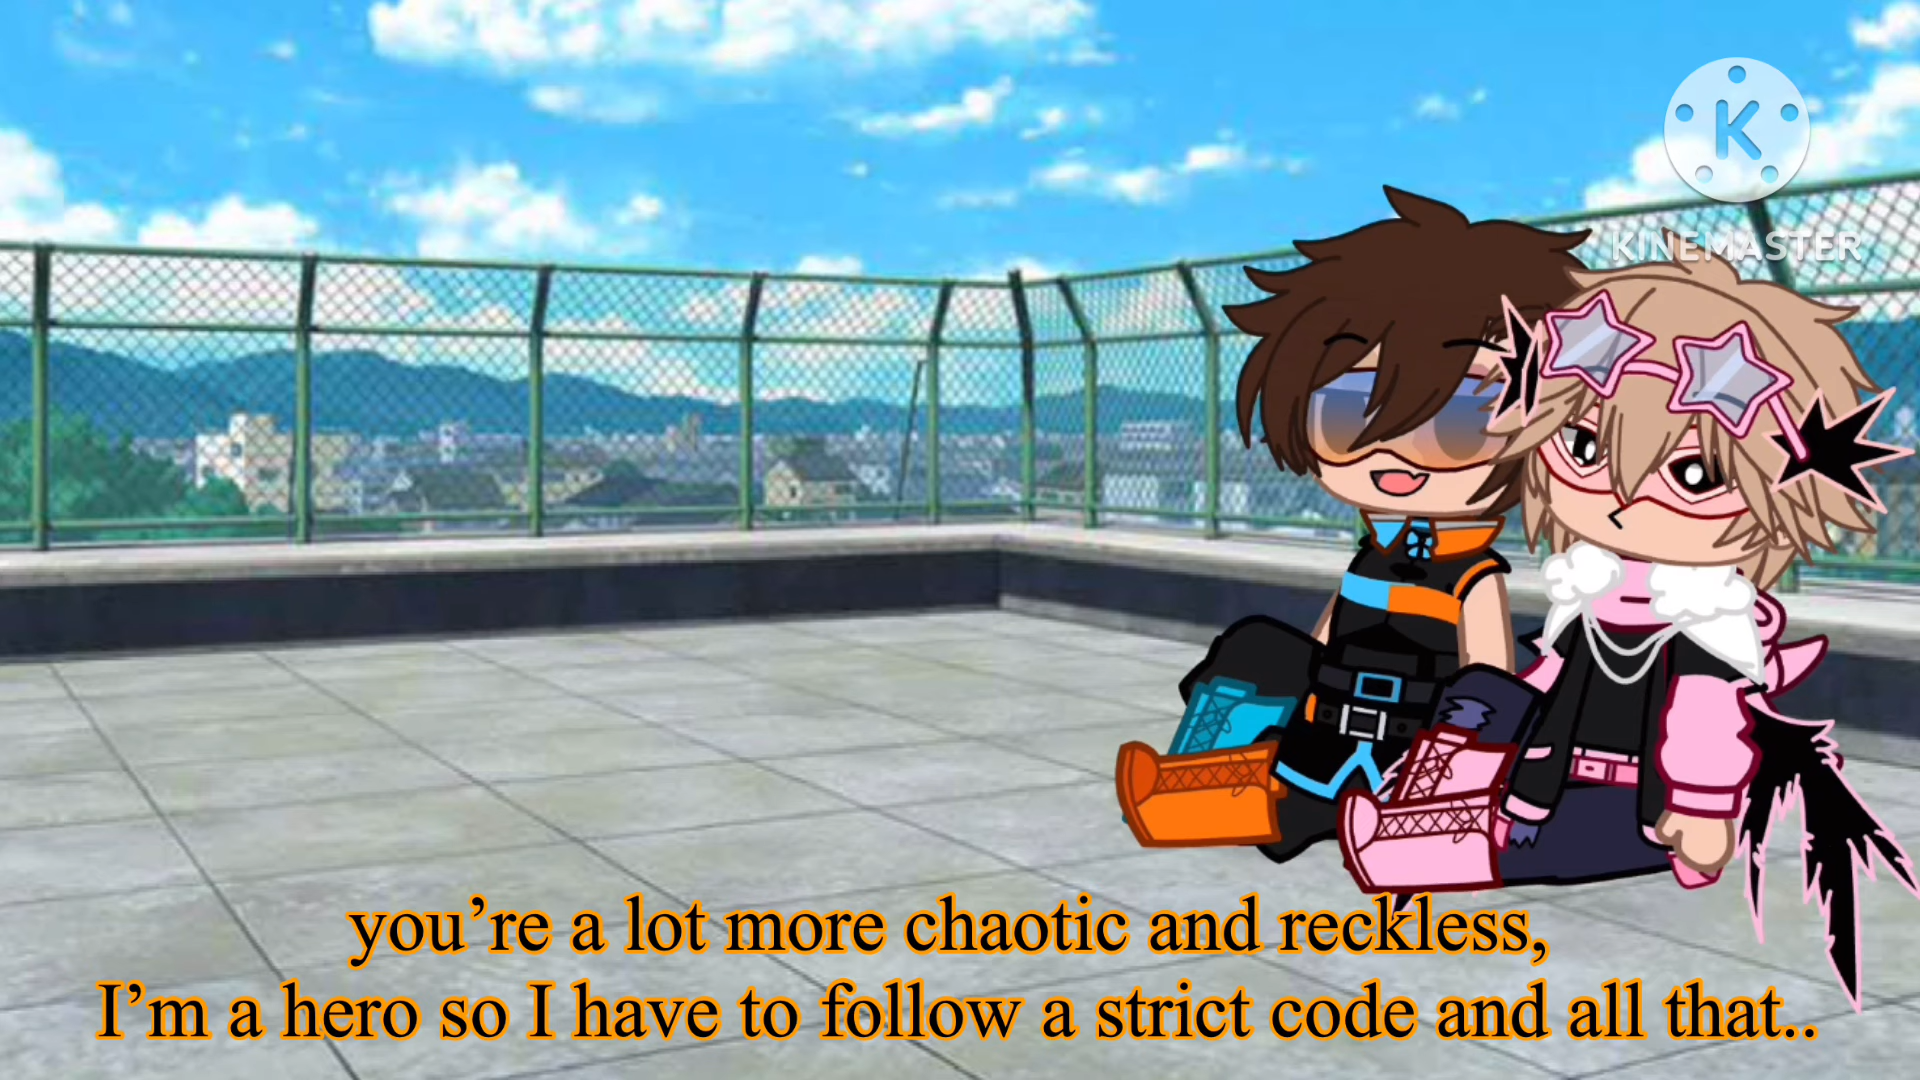 K
KINEMASTER
you’re a lot more chaotic and reckless,
I’m a hero so I have to follow a strict code and all that..